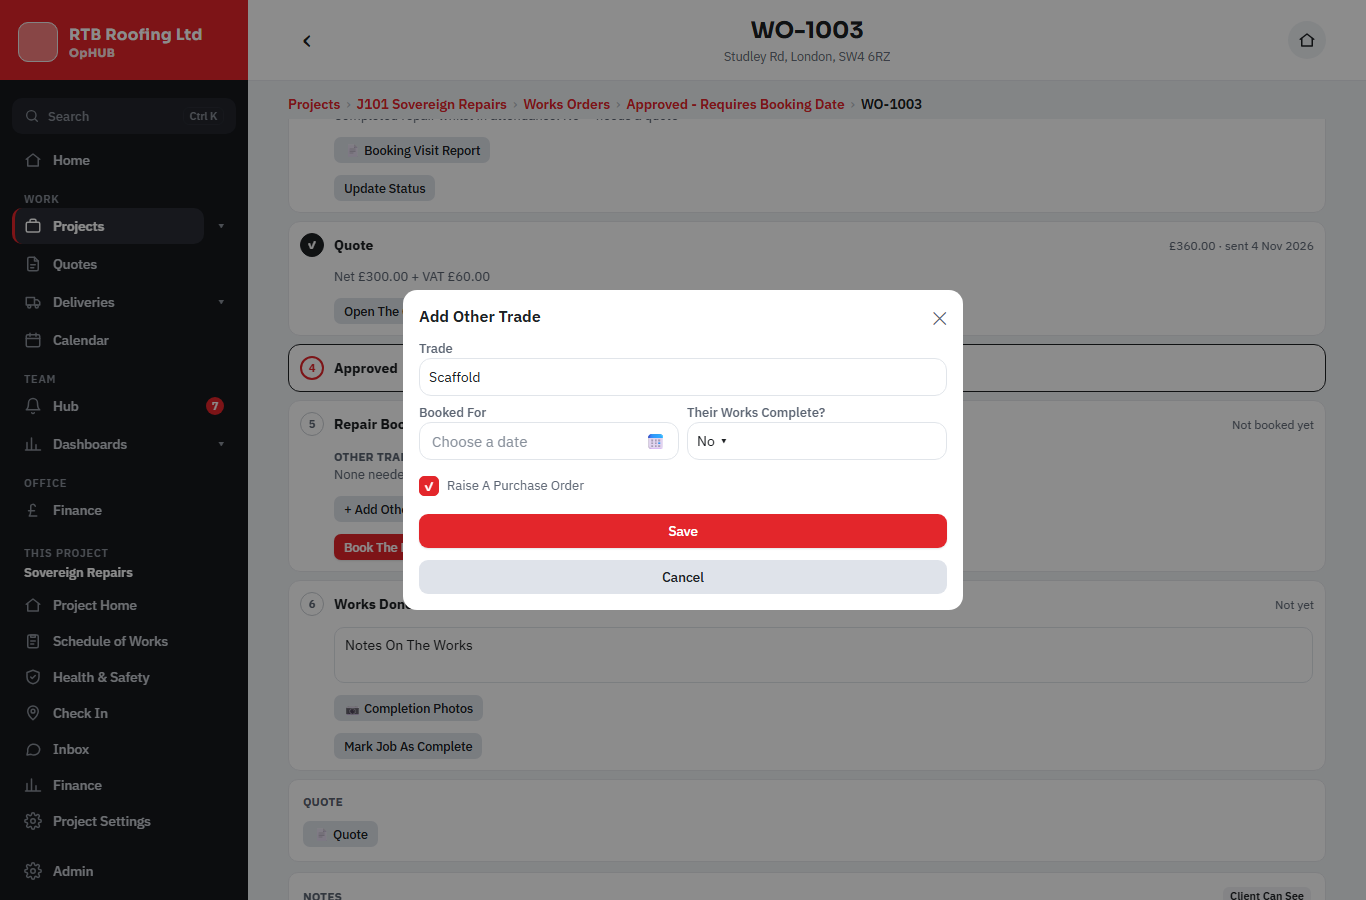 RTB Roofing Ltd
OpHUB
Search
Ctrl K
Home
WORK
Projects
Quotes
Deliveries
Calendar
TEAM
Hub
7
Dashboards
OFFICE
Finance
THIS PROJECT
Sovereign Repairs
Project Home
Schedule of Works
Health & Safety
Check In
Inbox
Finance
Project Settings
Admin
WO-1003
Studley Rd, London, SW4 6RZ
Projects › J101 Sovereign Repairs › Works Orders › Approved - Requires Booking Date › WO-1003
Booking Visit Report
Update Status
Quote
£360.00 · sent 4 Nov 2026
Net £300.00 + VAT £60.00
Open The
4
Approved
5
Repair
Not booked yet
OTHER
None
+ Add
Book The
Add Other Trade
Trade
Scaffold
Booked For
Their Works Complete?
Choose a date
No
Raise A Purchase Order
Save
Cancel
6
Works
Not yet
Notes On The Works
Completion Photos
Mark Job As Complete
QUOTE
Quote
NOTES
Client Can See